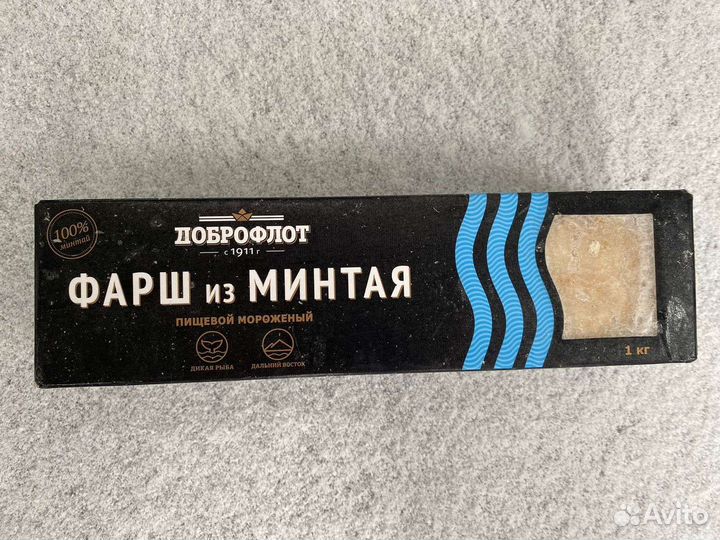 100%
минтай
ДОБРОФЛОТ
с 1911 г
ФАРШ ИЗ МИНТАЯ
ПИЩЕВОЙ МОРОЖЕНЫЙ
ДИКАЯ РЫБА
ДАЛЬНИЙ ВОСТОК
1 кг
Avito